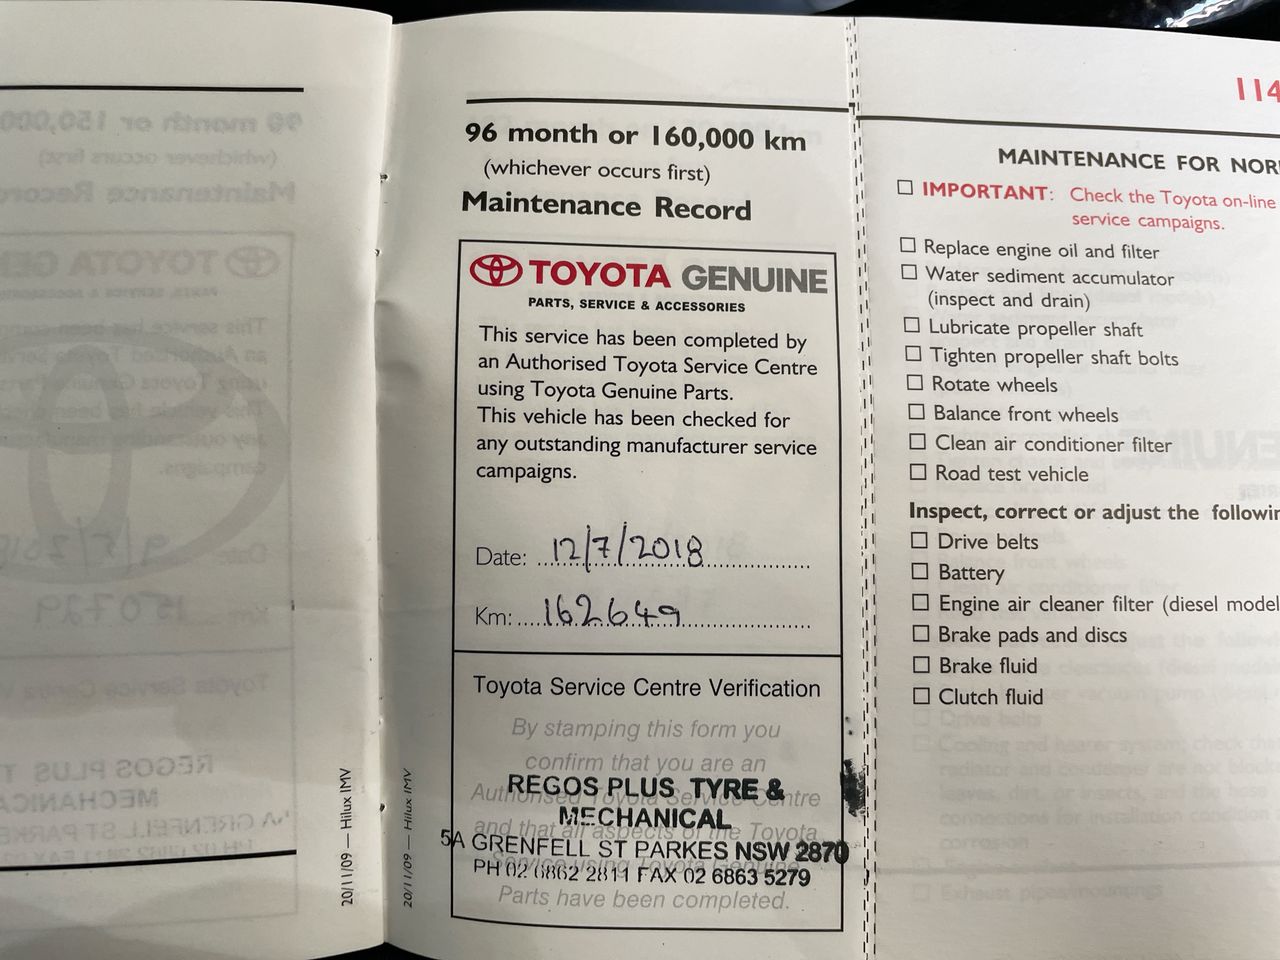 96 month or 160,000 km
(whichever occurs first)
Maintenance Record
TOYOTA GENUINE
PARTS, SERVICE & ACCESSORIES
This service has been completed by
an Authorised Toyota Service Centre
using Toyota Genuine Parts.
This vehicle has been checked for
any outstanding manufacturer service
campaigns.
Date: 12/7/2018
Km: 162649
Toyota Service Centre Verification
By stamping this form you
confirm that you are an
Authorised Toyota Service Centre
and that all aspects of the Toyota
Service using Toyota Genuine
Parts have been completed.
REGOS PLUS TYRE &
MECHANICAL
5A GRENFELL ST PARKES NSW 2870
PH 02 6862 2811 FAX 02 6863 5279
20/11/09 — Hilux IMV
20/11/09 — Hilux IMV
114
MAINTENANCE FOR NOR
IMPORTANT: Check the Toyota on-line
service campaigns.
Replace engine oil and filter
Water sediment accumulator
(inspect and drain)
Lubricate propeller shaft
Tighten propeller shaft bolts
Rotate wheels
Balance front wheels
Clean air conditioner filter
Road test vehicle
Inspect, correct or adjust the followin
Drive belts
Battery
Engine air cleaner filter (diesel model
Brake pads and discs
Brake fluid
Clutch fluid